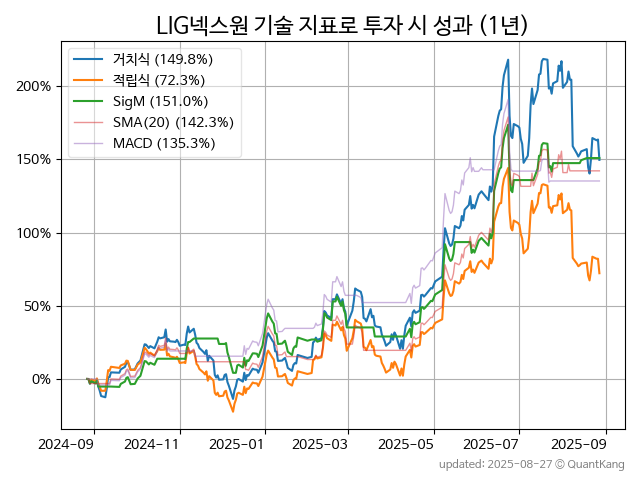 LIG넥스원 기술 지표로 투자 시 성과 (1년)
거치식 (149.8%)
적립식 (72.3%)
SigM (151.0%)
SMA(20) (142.3%)
MACD (135.3%)
200%
150%
100%
50%
0%
2024-09 2024-11 2025-01 2025-03 2025-05 2025-07 2025-09
updated: 2025-08-27 © QuantKang